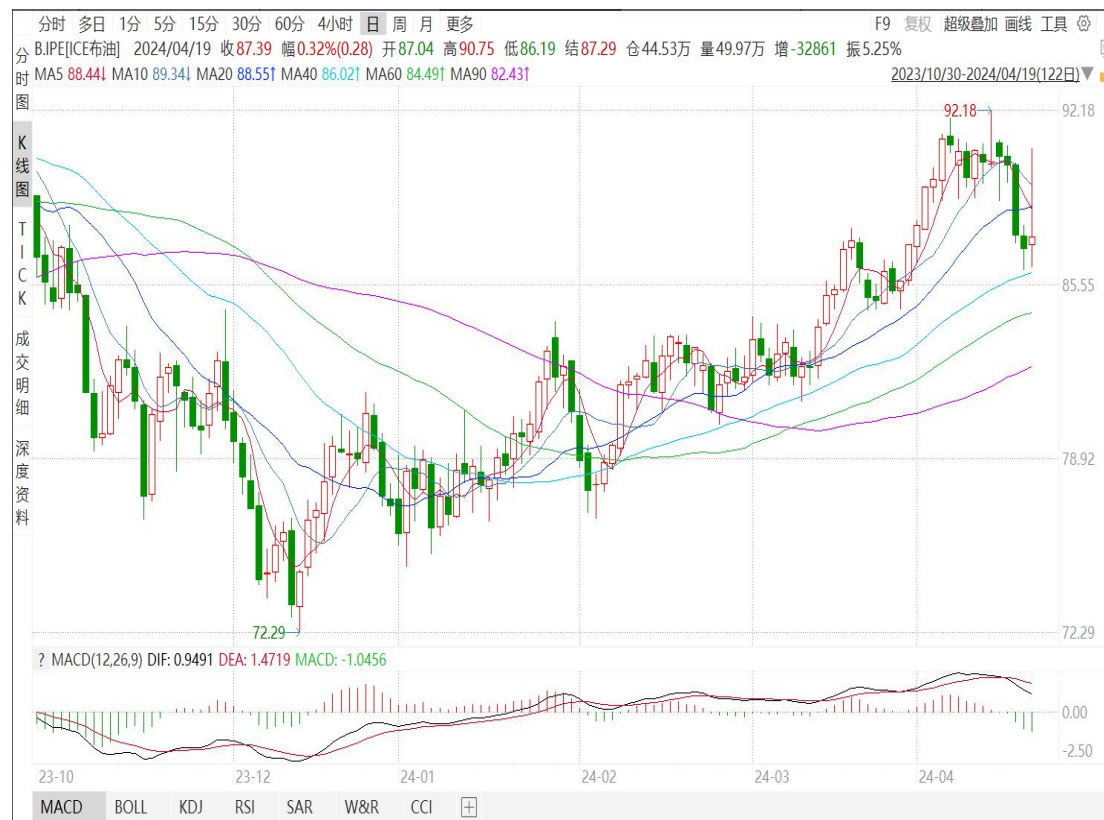 分时 多日 1分 5分 15分 30分 60分 4小时 日 周 月 更多 F9 复权 超级叠加 画线 工具
B.IPE[ICE布油] 2024/04/19 收87.39 幅0.32%(0.28) 开87.04 高90.75 低86.19 结87.29 仓44.53万 量49.97万 增-32861 振5.25%
MA5 88.44↓ MA10 89.34↓ MA20 88.55↑ MA40 86.02↑ MA60 84.49↑ MA90 82.43↑ 2023/10/30-2024/04/19(122日)▼
分时图
K线图
TICK
成交明细
深度资料
92.18
92.18
85.55
78.92
72.29
72.29
? MACD(12,26,9) DIF: 0.9491 DEA: 1.4719 MACD: -1.0456
0.00
-2.50
23-10 23-12 24-01 24-02 24-03 24-04
MACD BOLL KDJ RSI SAR W&R CCI